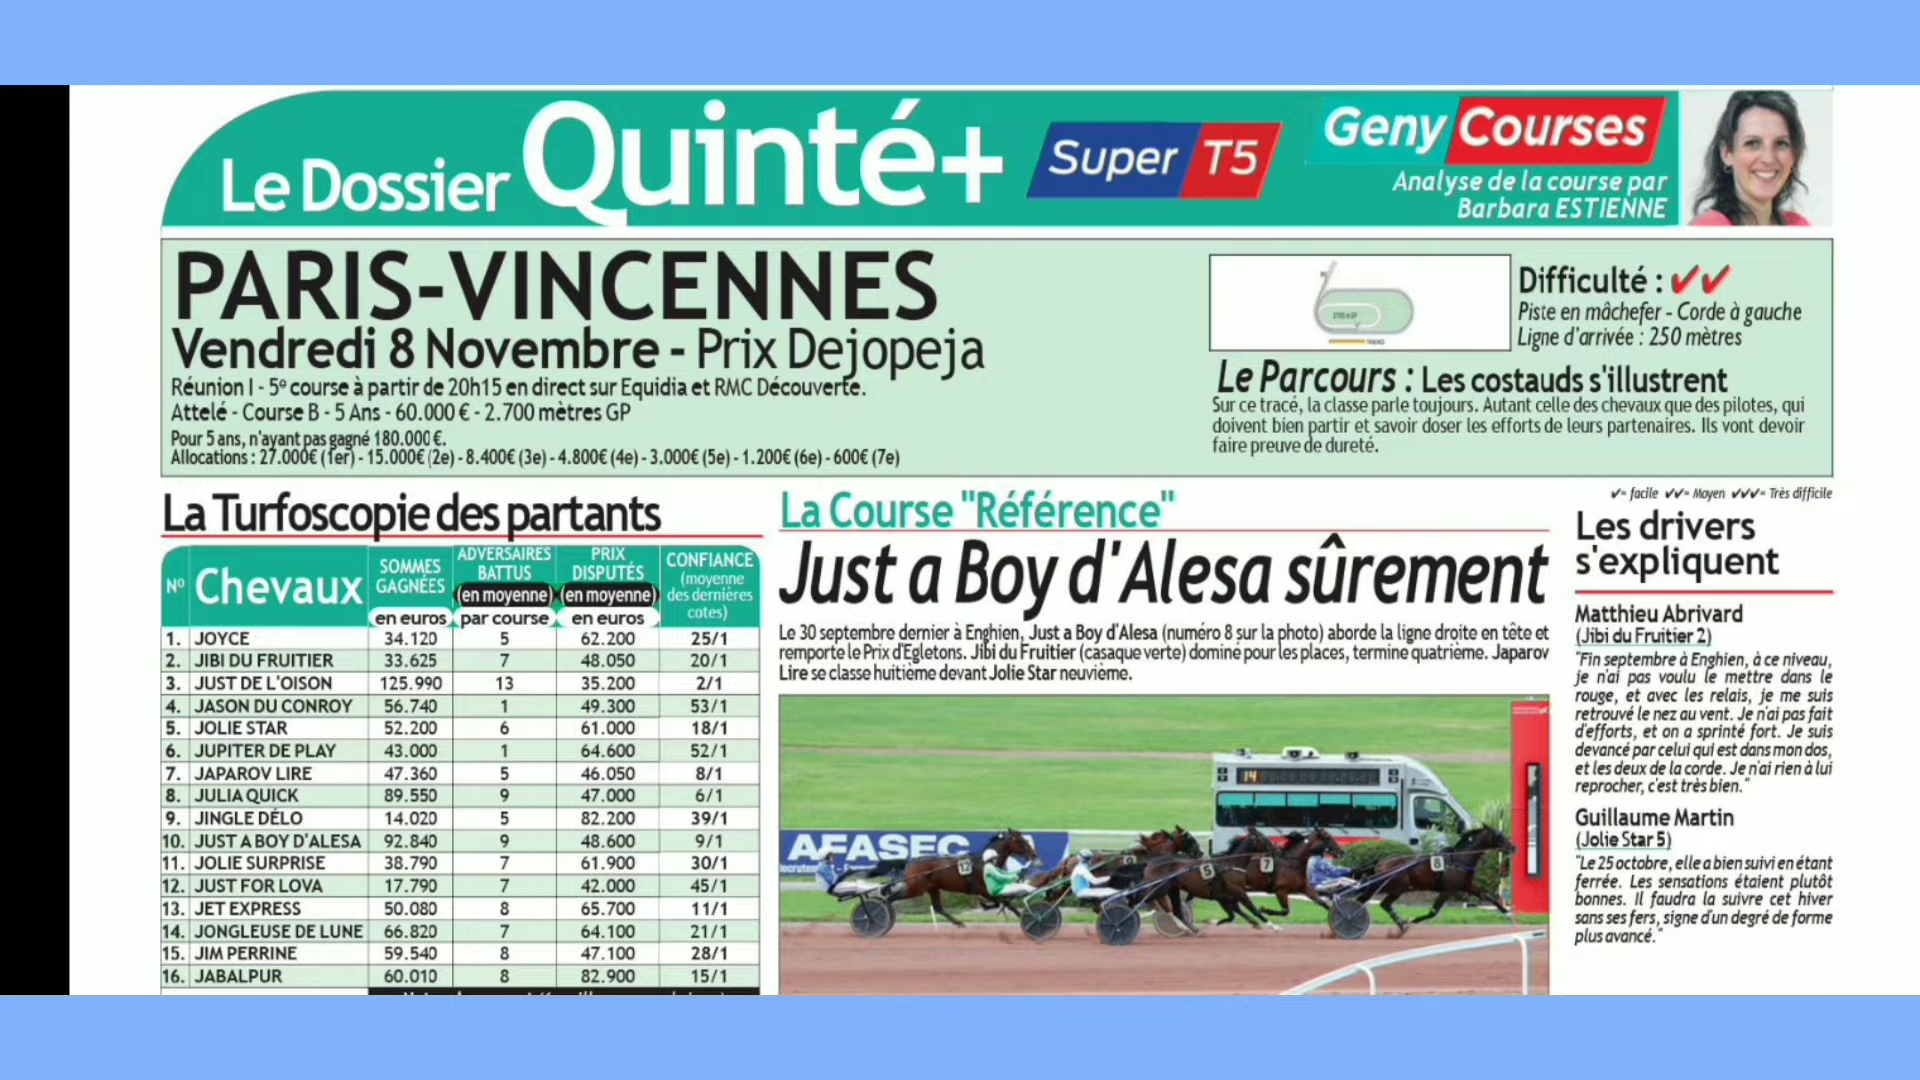 Le Dossier Quinté+
Super T5
Geny Courses
Analyse de la course par
Barbara ESTIENNE
PARIS-VINCENNES
Vendredi 8 Novembre - Prix Dejopeja
Réunion I - 5e course à partir de 20h15 en direct sur Equidia et RMC Découverte.
Attelé - Course B - 5 Ans - 60.000 € - 2.700 mètres GP
Pour 5 ans, n'ayant pas gagné 180.000 €.
Allocations : 27.000€ (1er) - 15.000€ (2e) - 8.400€ (3e) - 4.800€ (4e) - 3.000€ (5e) - 1.200€ (6e) - 600€ (7e)
Difficulté : ✔✔
Piste en mâchefer - Corde à gauche
Ligne d'arrivée : 250 mètres
Le Parcours : Les costauds s'illustrent
Sur ce tracé, la classe parle toujours. Autant celle des chevaux que des pilotes, qui
doivent bien partir et savoir doser les efforts de leurs partenaires. Ils vont devoir
faire preuve de dureté.
✔= facile ✔✔= Moyen ✔✔✔= Très difficile
La Turfoscopie des partants
N° Chevaux SOMMES GAGNÉES en euros ADVERSAIRES BATTUS (en moyenne) par course PRIX DISPUTÉS (en moyenne) en euros CONFIANCE (moyenne des dernières cotes)
1. JOYCE 34.120 5 62.200 25/1
2. JIBI DU FRUITIER 33.625 7 48.050 20/1
3. JUST DE L'OISON 125.990 13 35.200 2/1
4. JASON DU CONROY 56.740 1 49.300 53/1
5. JOLIE STAR 52.200 6 61.000 18/1
6. JUPITER DE PLAY 43.000 1 64.600 52/1
7. JAPAROV LIRE 47.360 5 46.050 8/1
8. JULIA QUICK 89.550 9 47.000 6/1
9. JINGLE DÉLO 14.020 5 82.200 39/1
10. JUST A BOY D'ALESA 92.840 9 48.600 9/1
11. JOLIE SURPRISE 38.790 7 61.900 30/1
12. JUST FOR LOVA 17.790 7 42.000 45/1
13. JET EXPRESS 50.080 8 65.700 11/1
14. JONGLEUSE DE LUNE 66.820 7 64.100 21/1
15. JIM PERRINE 59.540 8 47.100 28/1
16. JABALPUR 60.010 8 82.900 15/1
La Course "Référence"
Just a Boy d'Alesa sûrement
Le 30 septembre dernier à Enghien, Just a Boy d'Alesa (numéro 8 sur la photo) aborde la ligne droite en tête et
remporte le Prix d'Egletons. Jibi du Fruitier (casaque verte) dominé pour les places, termine quatrième. Japarov
Lire se classe huitième devant Jolie Star neuvième.
14
AFASEC
12
5
7
8
Les drivers
s'expliquent
Matthieu Abrivard
(Jibi du Fruitier 2)
"Fin septembre à Enghien, à ce niveau,
je n'ai pas voulu le mettre dans le
rouge, et avec les relais, je me suis
retrouvé le nez au vent. Je n'ai pas fait
d'efforts, et on a sprinté fort. Je suis
devancé par celui qui est dans mon dos,
et les deux de la corde. Je n'ai rien à lui
reprocher, c'est très bien."
Guillaume Martin
(Jolie Star 5)
"Le 25 octobre, elle a bien suivi en étant
ferrée. Les sensations étaient plutôt
bonnes. Il faudra la suivre cet hiver
sans ses fers, signe d'un degré de forme
plus avancé."